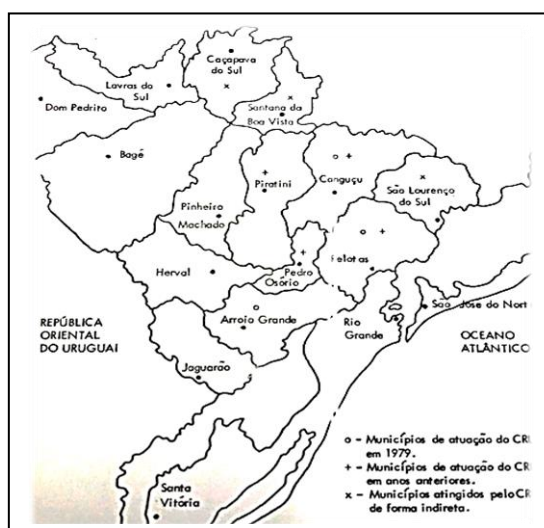 Caçapava
do Sul
Lavras do
Sul
Dom Pedrito
Santana da
Boa Vista
Bagé
Piratini
Canguçu
São Lourenço
do Sul
Pinheiro
Machado
Herval
Pedro
Osório
Pelotas
Arroio Grande
São José do Nort
Rio
Grande
REPÚBLICA
ORIENTAL
DO URUGUAI
OCEANO
ATLÂNTICO
Jaguarão
Santa
Vitória
o - Municípios de atuação do CR
em 1979.
+ - Municípios de atuação do CR
em anos anteriores.
x - Municípios atingidos pelo CR
de forma indireta.